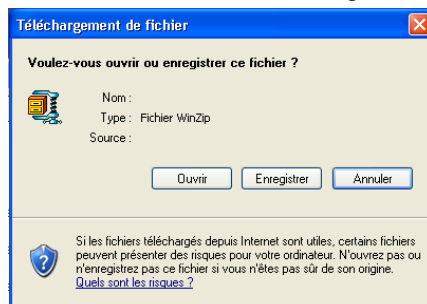 Téléchargement de fichier
Voulez-vous ouvrir ou enregistrer ce fichier ?
Nom :
Type : Fichier WinZip
Source :
Ouvrir Enregistrer Annuler
Si les fichiers téléchargés depuis Internet sont utiles, certains fichiers
peuvent présenter des risques pour votre ordinateur. N'ouvrez pas ou
n'enregistrez pas ce fichier si vous n'êtes pas sûr de son origine.
Quels sont les risques ?